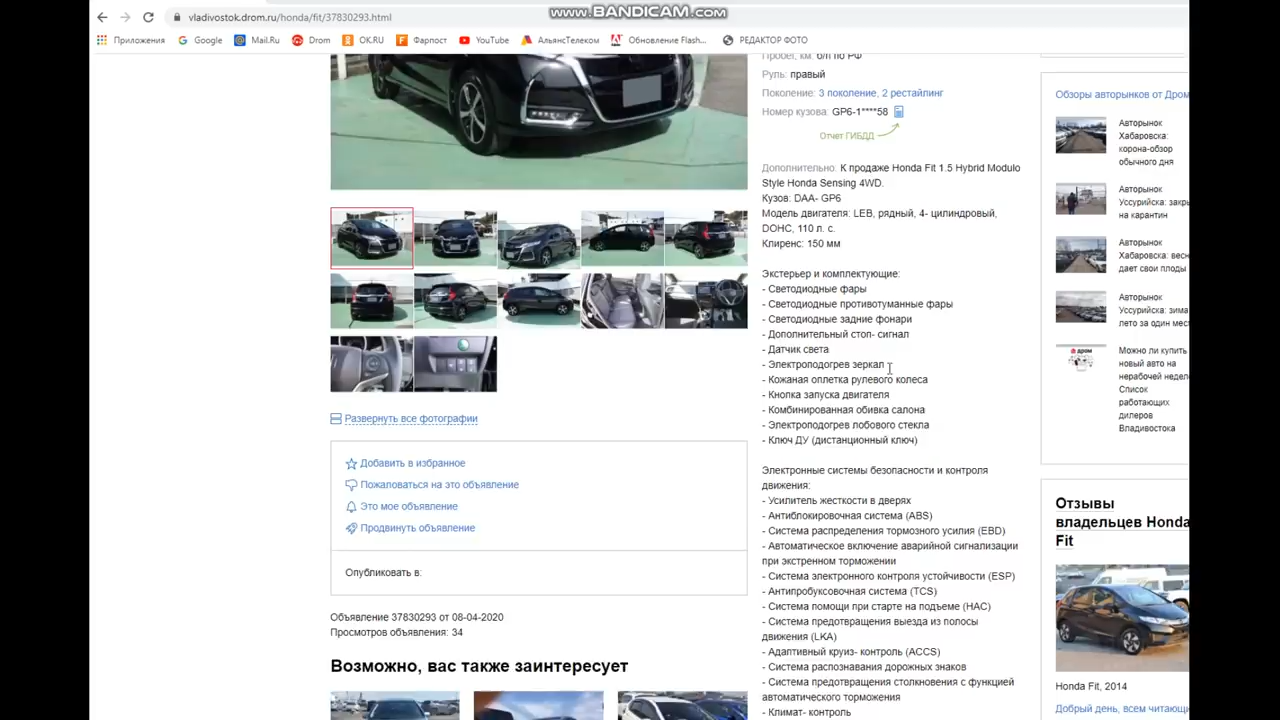 www.BANDICAM.com
vladivostok.drom.ru/honda/fit/37830293.html
Приложения Google Mail.Ru Drom OK.RU Фарпост YouTube АльянсТелеком Обновление Flash... РЕДАКТОР ФОТО
Пробег, км: б/п по РФ
Руль: правый
Поколение: 3 поколение, 2 рестайлинг
Номер кузова: GP6-1****58
Отчет ГИБДД
Дополнительно: К продаже Honda Fit 1.5 Hybrid Modulo
Style Honda Sensing 4WD.
Кузов: DAA- GP6
Модель двигателя: LEB, рядный, 4- цилиндровый,
DOHC, 110 л. с.
Клиренс: 150 мм
Экстерьер и комплектующие:
- Светодиодные фары
- Светодиодные противотуманные фары
- Светодиодные задние фонари
- Дополнительный стоп- сигнал
- Датчик света
- Электроподогрев зеркал
- Кожаная оплетка рулевого колеса
- Кнопка запуска двигателя
- Комбинированная обивка салона
- Электроподогрев лобового стекла
- Ключ ДУ (дистанционный ключ)
Электронные системы безопасности и контроля
движения:
- Усилитель жесткости в дверях
- Антиблокировочная система (ABS)
- Система распределения тормозного усилия (EBD)
- Автоматическое включение аварийной сигнализации
при экстренном торможении
- Система электронного контроля устойчивости (ESP)
- Антипробуксовочная система (TCS)
- Система помощи при старте на подъеме (HAC)
- Система предотвращения выезда из полосы
движения (LKA)
- Адаптивный круиз- контроль (ACCS)
- Система распознавания дорожных знаков
- Система предотвращения столкновения с функцией
автоматического торможения
- Климат- контроль
Развернуть все фотографии
Добавить в избранное
Пожаловаться на это объявление
Это мое объявление
Продвинуть объявление
Опубликовать в:
Объявление 37830293 от 08-04-2020
Просмотров объявления: 34
Возможно, вас также заинтересует
Обзоры авторынков от Дром
Авторынок
Хабаровска:
корона-обзор
обычного дня
Авторынок
Уссурийска: закры
на карантин
Авторынок
Хабаровска: весн
дает свои плоды
Авторынок
Уссурийска: зима
лето за один мест
дром
Можно ли купить
новый авто на
нерабочей неделе
Список
работающих
дилеров
Владивостока
Отзывы
владельцев Honda
Fit
Honda Fit, 2014
Добрый день, всем читающи